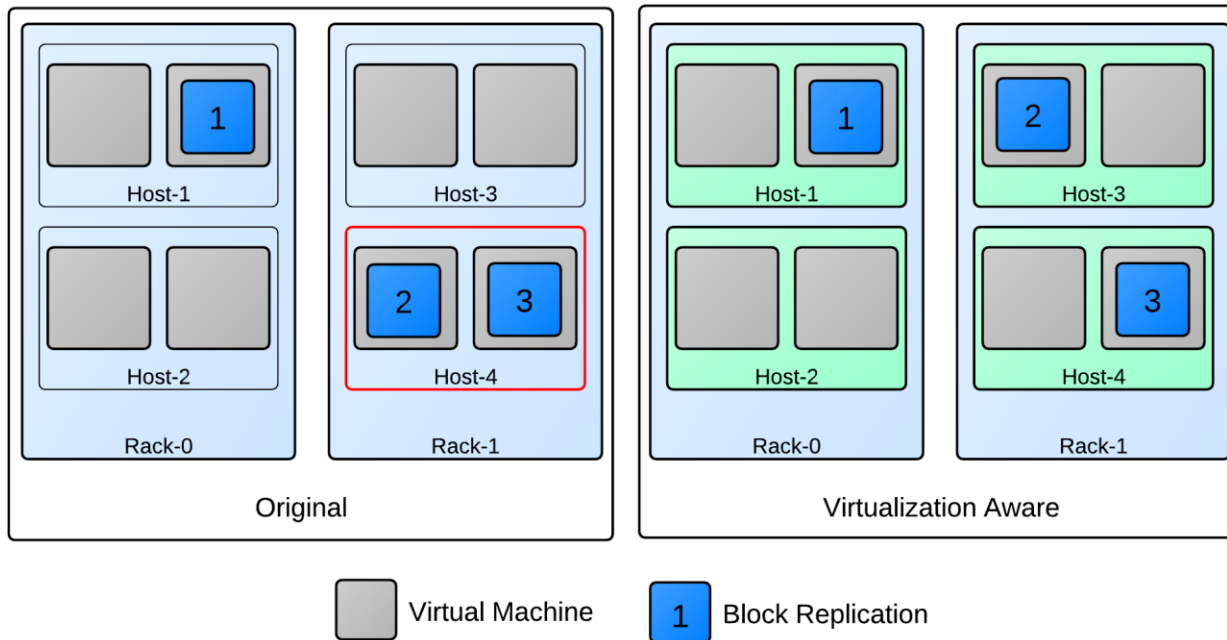 1
Host-1
Host-2
Rack-0
Host-3
2
3
Host-4
Rack-1
Original
1
Host-1
Host-2
Rack-0
2
Host-3
3
Host-4
Rack-1
Virtualization Aware
Virtual Machine
1
Block Replication